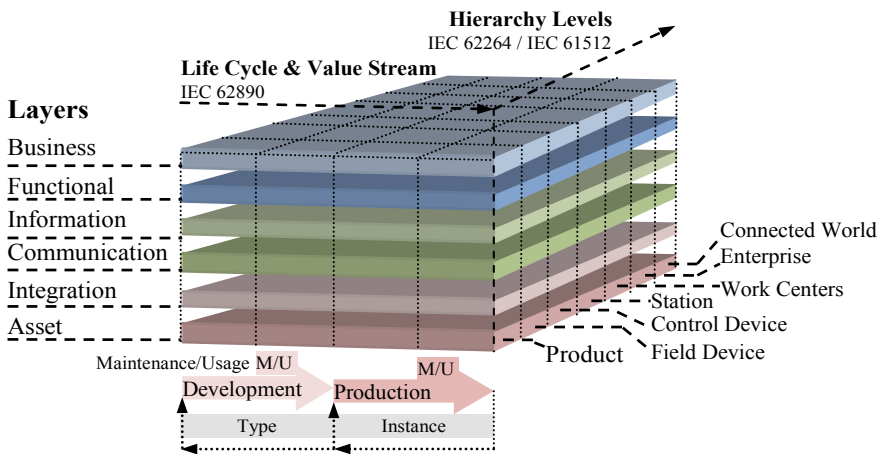 Hierarchy Levels
IEC 62264 / IEC 61512
Life Cycle & Value Stream
IEC 62890
Layers
Business
Functional
Information
Communication
Integration
Asset
Connected World
Enterprise
Work Centers
Station
Control Device
Field Device
Product
Maintenance/Usage M/U
M/U
Development
Production
Type
Instance